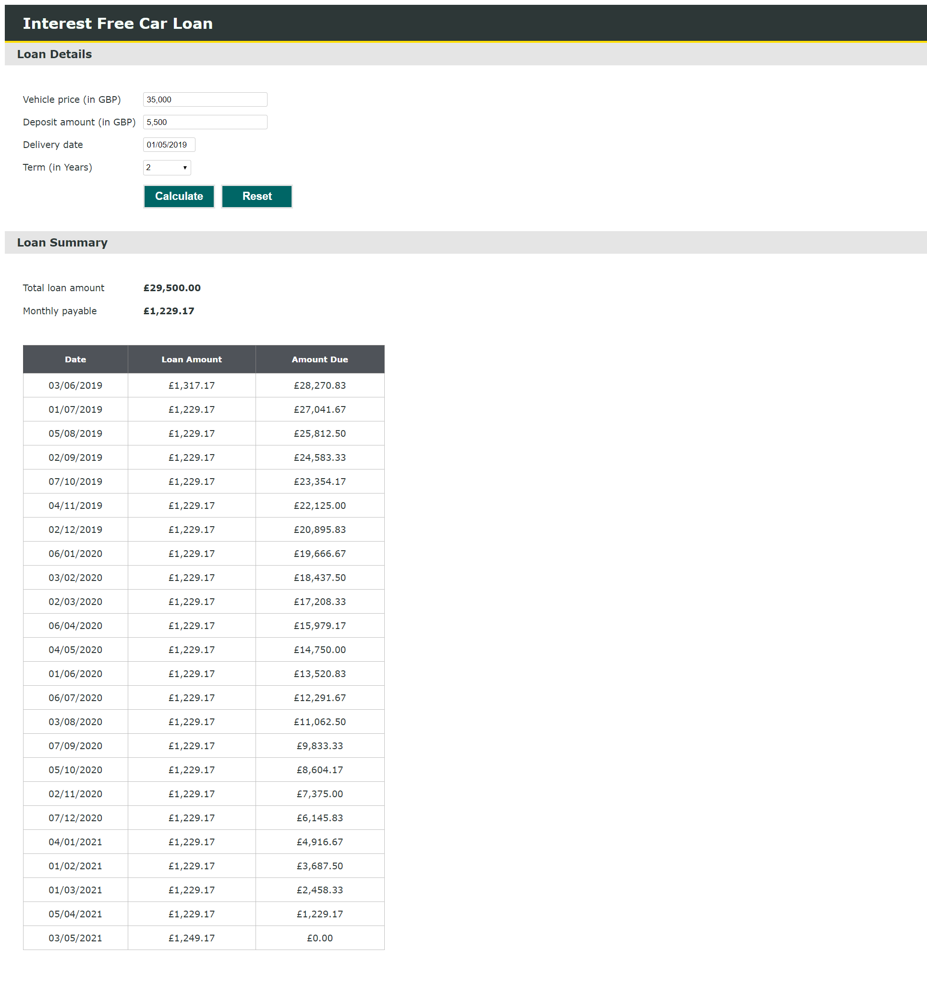 Interest Free Car Loan
Loan Details
Vehicle price (in GBP) 35,000
Deposit amount (in GBP) 5,500
Delivery date 01/05/2019
Term (in Years) 2
Calculate Reset
Loan Summary
Total loan amount £29,500.00
Monthly payable £1,229.17
Date Loan Amount Amount Due
03/06/2019 £1,317.17 £28,270.83
01/07/2019 £1,229.17 £27,041.67
05/08/2019 £1,229.17 £25,812.50
02/09/2019 £1,229.17 £24,583.33
07/10/2019 £1,229.17 £23,354.17
04/11/2019 £1,229.17 £22,125.00
02/12/2019 £1,229.17 £20,895.83
06/01/2020 £1,229.17 £19,666.67
03/02/2020 £1,229.17 £18,437.50
02/03/2020 £1,229.17 £17,208.33
06/04/2020 £1,229.17 £15,979.17
04/05/2020 £1,229.17 £14,750.00
01/06/2020 £1,229.17 £13,520.83
06/07/2020 £1,229.17 £12,291.67
03/08/2020 £1,229.17 £11,062.50
07/09/2020 £1,229.17 £9,833.33
05/10/2020 £1,229.17 £8,604.17
02/11/2020 £1,229.17 £7,375.00
07/12/2020 £1,229.17 £6,145.83
04/01/2021 £1,229.17 £4,916.67
01/02/2021 £1,229.17 £3,687.50
01/03/2021 £1,229.17 £2,458.33
05/04/2021 £1,229.17 £1,229.17
03/05/2021 £1,249.17 £0.00